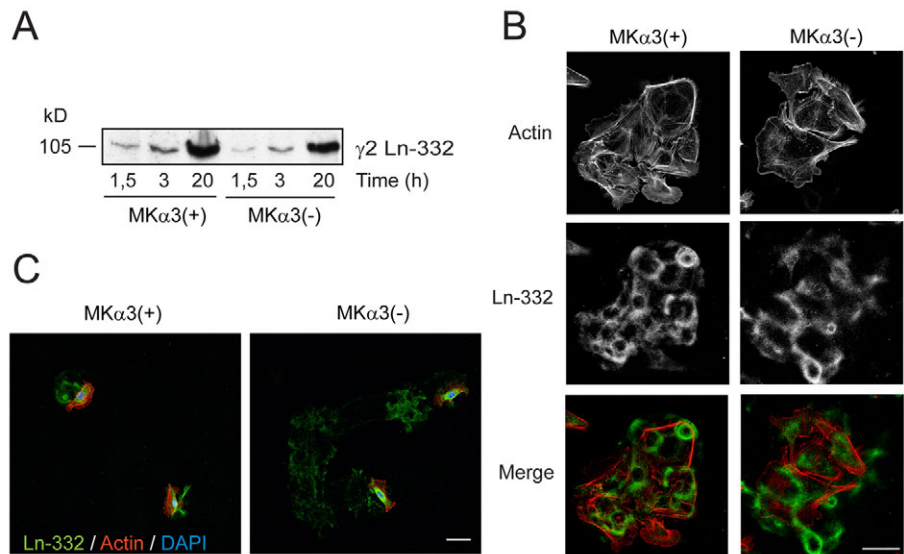 A
kD
105
γ2 Ln-332
1,5 3 20 1,5 3 20 Time (h)
MKα3(+) MKα3(-)
B
MKα3(+) MKα3(-)
Actin
Ln-332
Merge
C
MKα3(+) MKα3(-)
Ln-332 / Actin / DAPI